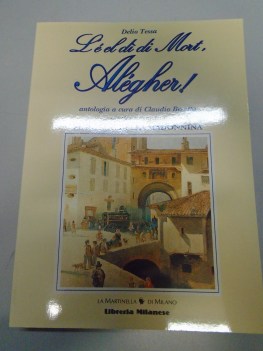 Delio Tessa
L'è el dì di Mort,
Alégher!
antologia a cura di Claudio
LA MARTINELLA DI MILANO
Libreria Milanese